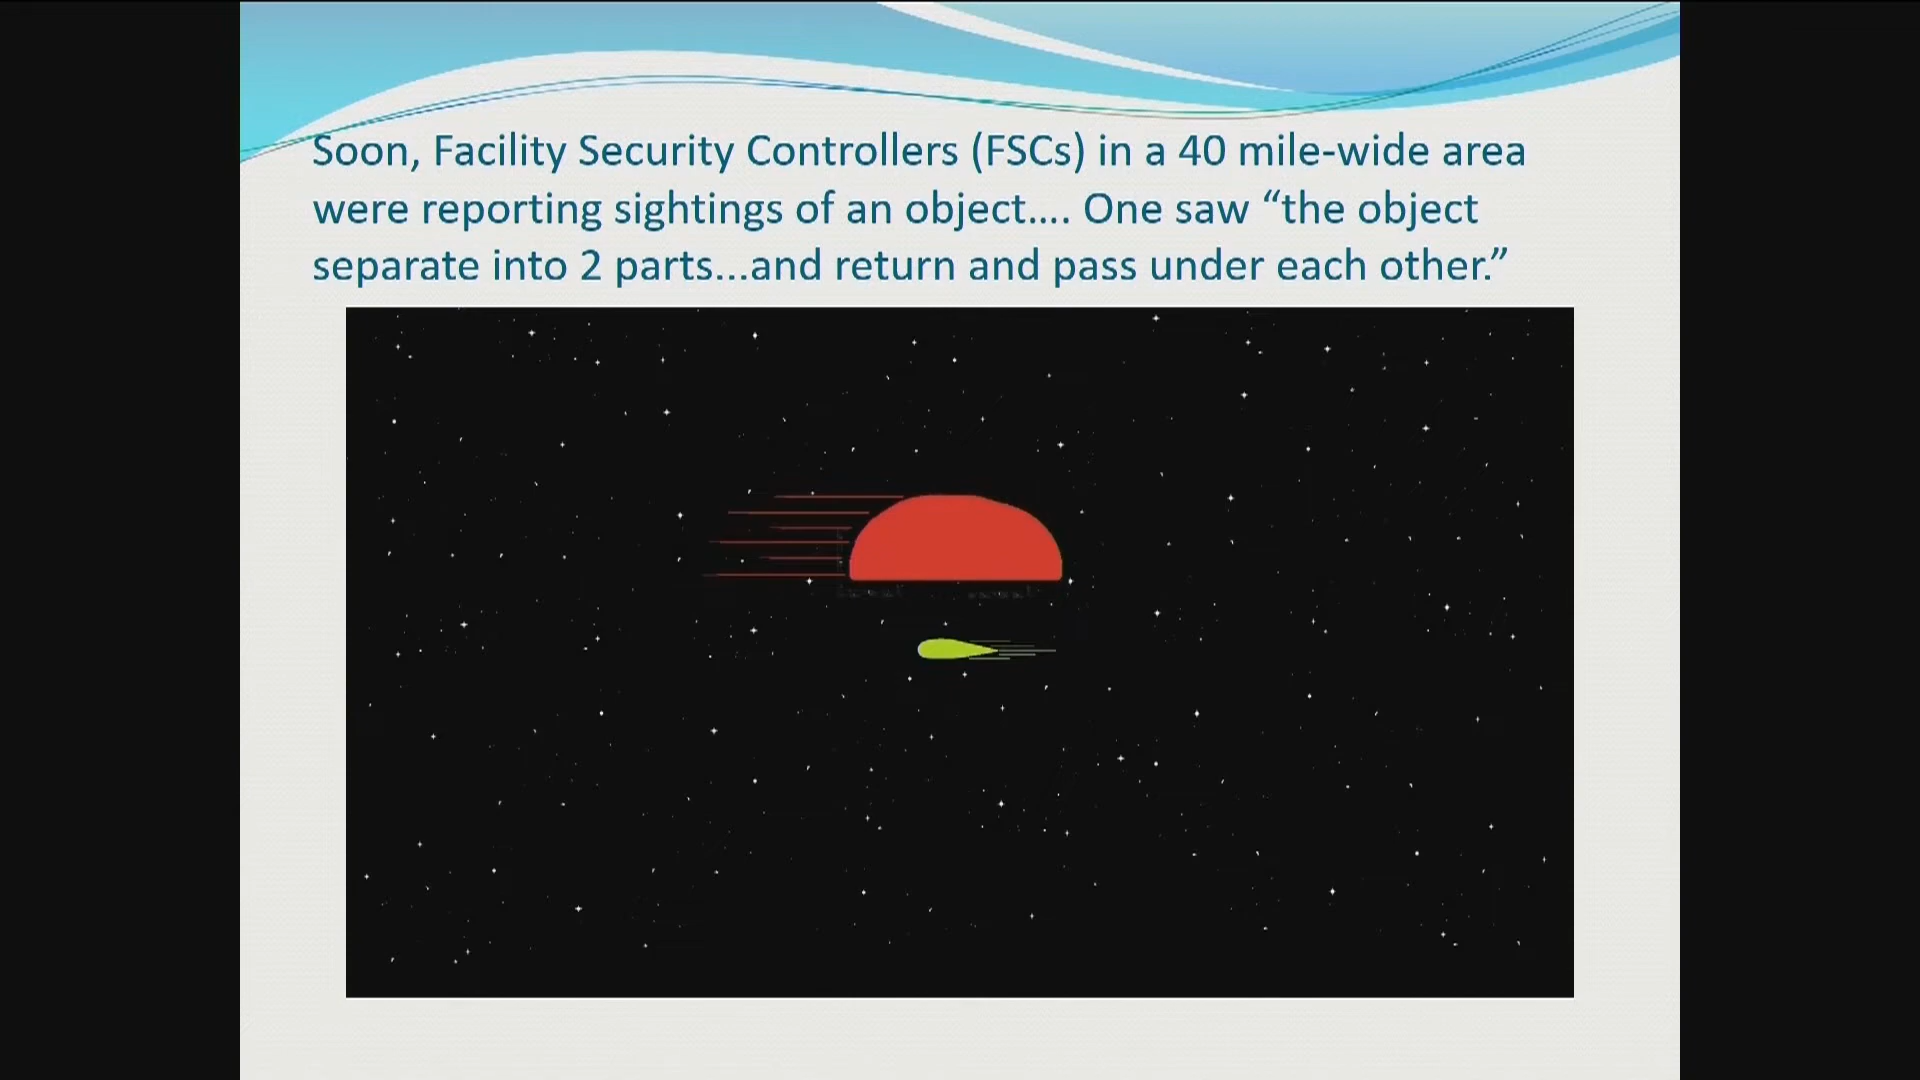 Soon, Facility Security Controllers (FSCs) in a 40 mile-wide area
were reporting sightings of an object…. One saw “the object
separate into 2 parts…and return and pass under each other.”